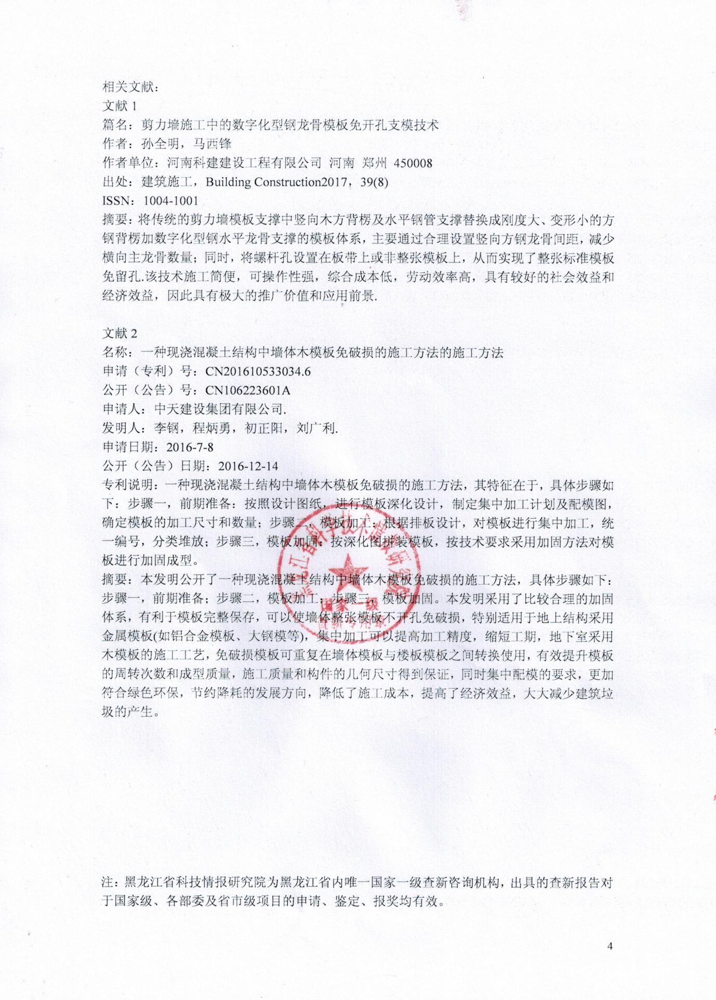 相关文献：
文献 1
篇名：剪力墙施工中的数字化型钢龙骨模板免开孔支模技术
作者：孙全明，马西锋
作者单位：河南科建建设工程有限公司 河南 郑州 450008
出处：建筑施工，Building Construction2017，39(8)
ISSN：1004-1001
摘要：将传统的剪力墙模板支撑中竖向木方背楞及水平钢管支撑替换成刚度大、变形小的方
钢背楞加数字化型钢水平龙骨支撑的模板体系，主要通过合理设置竖向方钢龙骨间距，减少
横向主龙骨数量；同时，将螺杆孔设置在板带上或非整张模板上，从而实现了整张标准模板
免留孔.该技术施工简便，可操作性强，综合成本低，劳动效率高，具有较好的社会效益和
经济效益，因此具有极大的推广价值和应用前景.
文献 2
名称：一种现浇混凝土结构中墙体木模板免破损的施工方法的施工方法
申请（专利）号：CN201610533034.6
公开（公告）号：CN106223601A
申请人：中天建设集团有限公司.
发明人：李钢，程炳勇，初正阳，刘广利.
申请日期：2016-7-8
公开（公告）日期：2016-12-14
专利说明：一种现浇混凝土结构中墙体木模板免破损的施工方法，其特征在于，具体步骤如
下：步骤一，前期准备：按照设计图纸，进行模板深化设计，制定集中加工计划及配模图，
确定模板的加工尺寸和数量；步骤二，模板加工：根据排板设计，对模板进行集中加工，统
一编号，分类堆放；步骤三，模板加固：按深化图拼装模板，按技术要求采用加固方法对模
板进行加固成型。
摘要：本发明公开了一种现浇混凝土结构中墙体木模板免破损的施工方法，具体步骤如下：
步骤一，前期准备；步骤二，模板加工；步骤三，模板加固。本发明采用了比较合理的加固
体系，有利于模板完整保存，可以使墙体整张模板不开孔免破损，特别适用于地上结构采用
金属模板(如铝合金模板、大钢模等)，集中加工可以提高加工精度，缩短工期，地下室采用
木模板的施工工艺，免破损模板可重复在墙体模板与楼板模板之间转换使用，有效提升模板
的周转次数和成型质量，施工质量和构件的几何尺寸得到保证，同时集中配模的要求，更加
符合绿色环保，节约降耗的发展方向，降低了施工成本，提高了经济效益，大大减少建筑垃
圾的产生。
黑龙江省科学技术情报研究院
国家一级
查新专用章
注：黑龙江省科技情报研究院为黑龙江省内唯一国家一级查新咨询机构，出具的查新报告对
于国家级、各部委及省市级项目的申请、鉴定、报奖均有效。
4